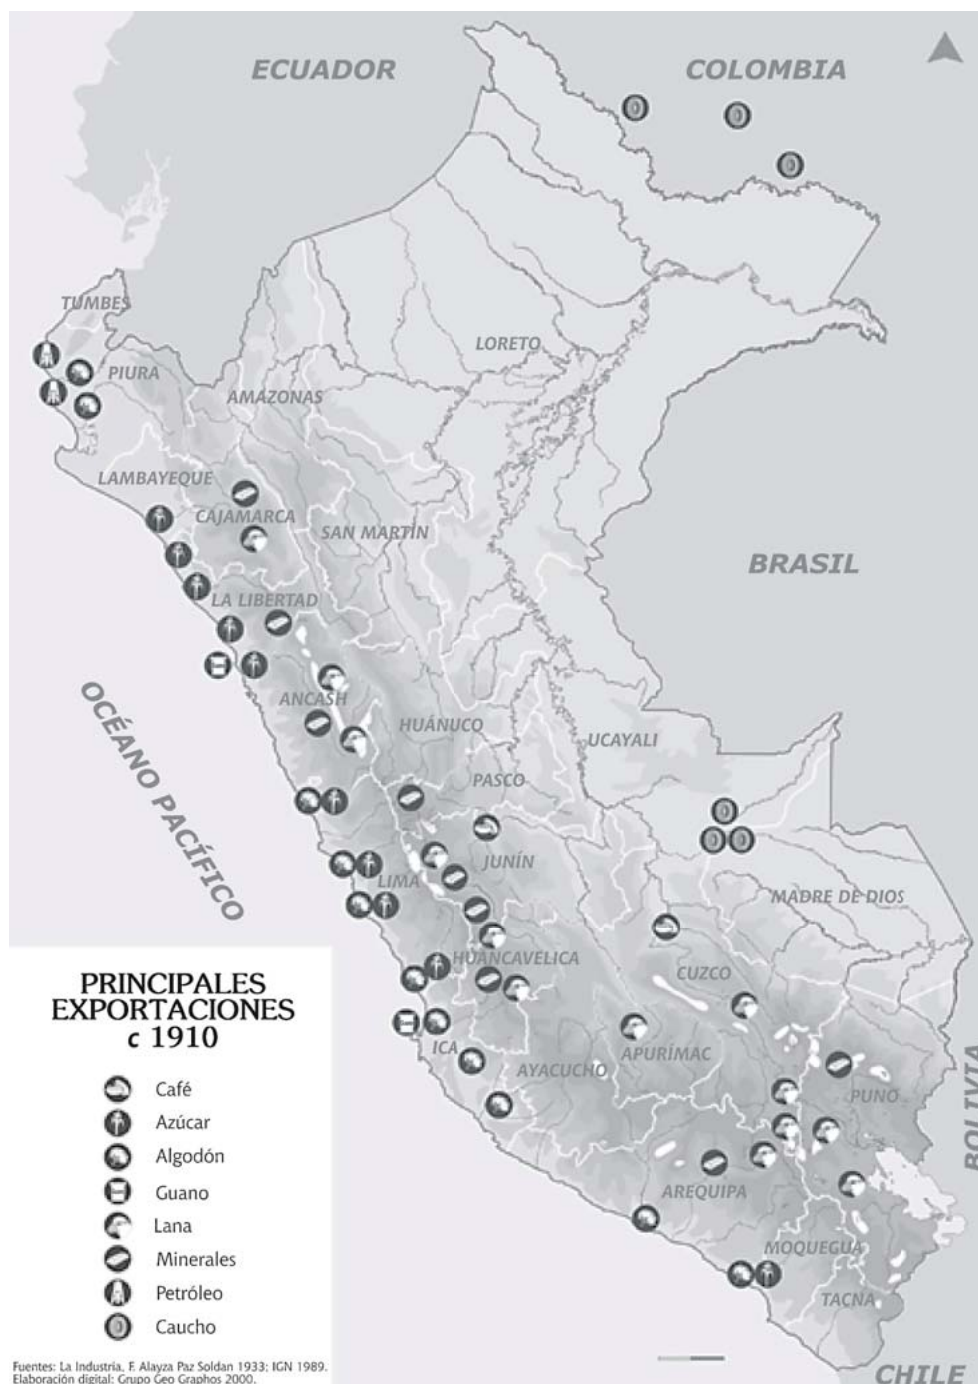 ECUADOR
COLOMBIA
TUMBES
PIURA
LORETO
AMAZONAS
LAMBAYEQUE
CAJAMARCA
SAN MARTÍN
BRASIL
LA LIBERTAD
ANCASH
HUÁNUCO
UCAYALI
OCÉANO PACÍFICO
PASCO
JUNÍN
LIMA
MADRE DE DIOS
HUANCAVELICA
CUZCO
ICA
AYACUCHO
APURÍMAC
PUNO
BOLIVIA
AREQUIPA
MOQUEGUA
TACNA
CHILE
PRINCIPALES
EXPORTACIONES
c 1910
Café
Azúcar
Algodón
Guano
Lana
Minerales
Petróleo
Caucho
Fuentes: La Industria, F. Alayza Paz Soldan 1933; IGN 1989.
Elaboración digital: Grupo Geo Graphos 2000.